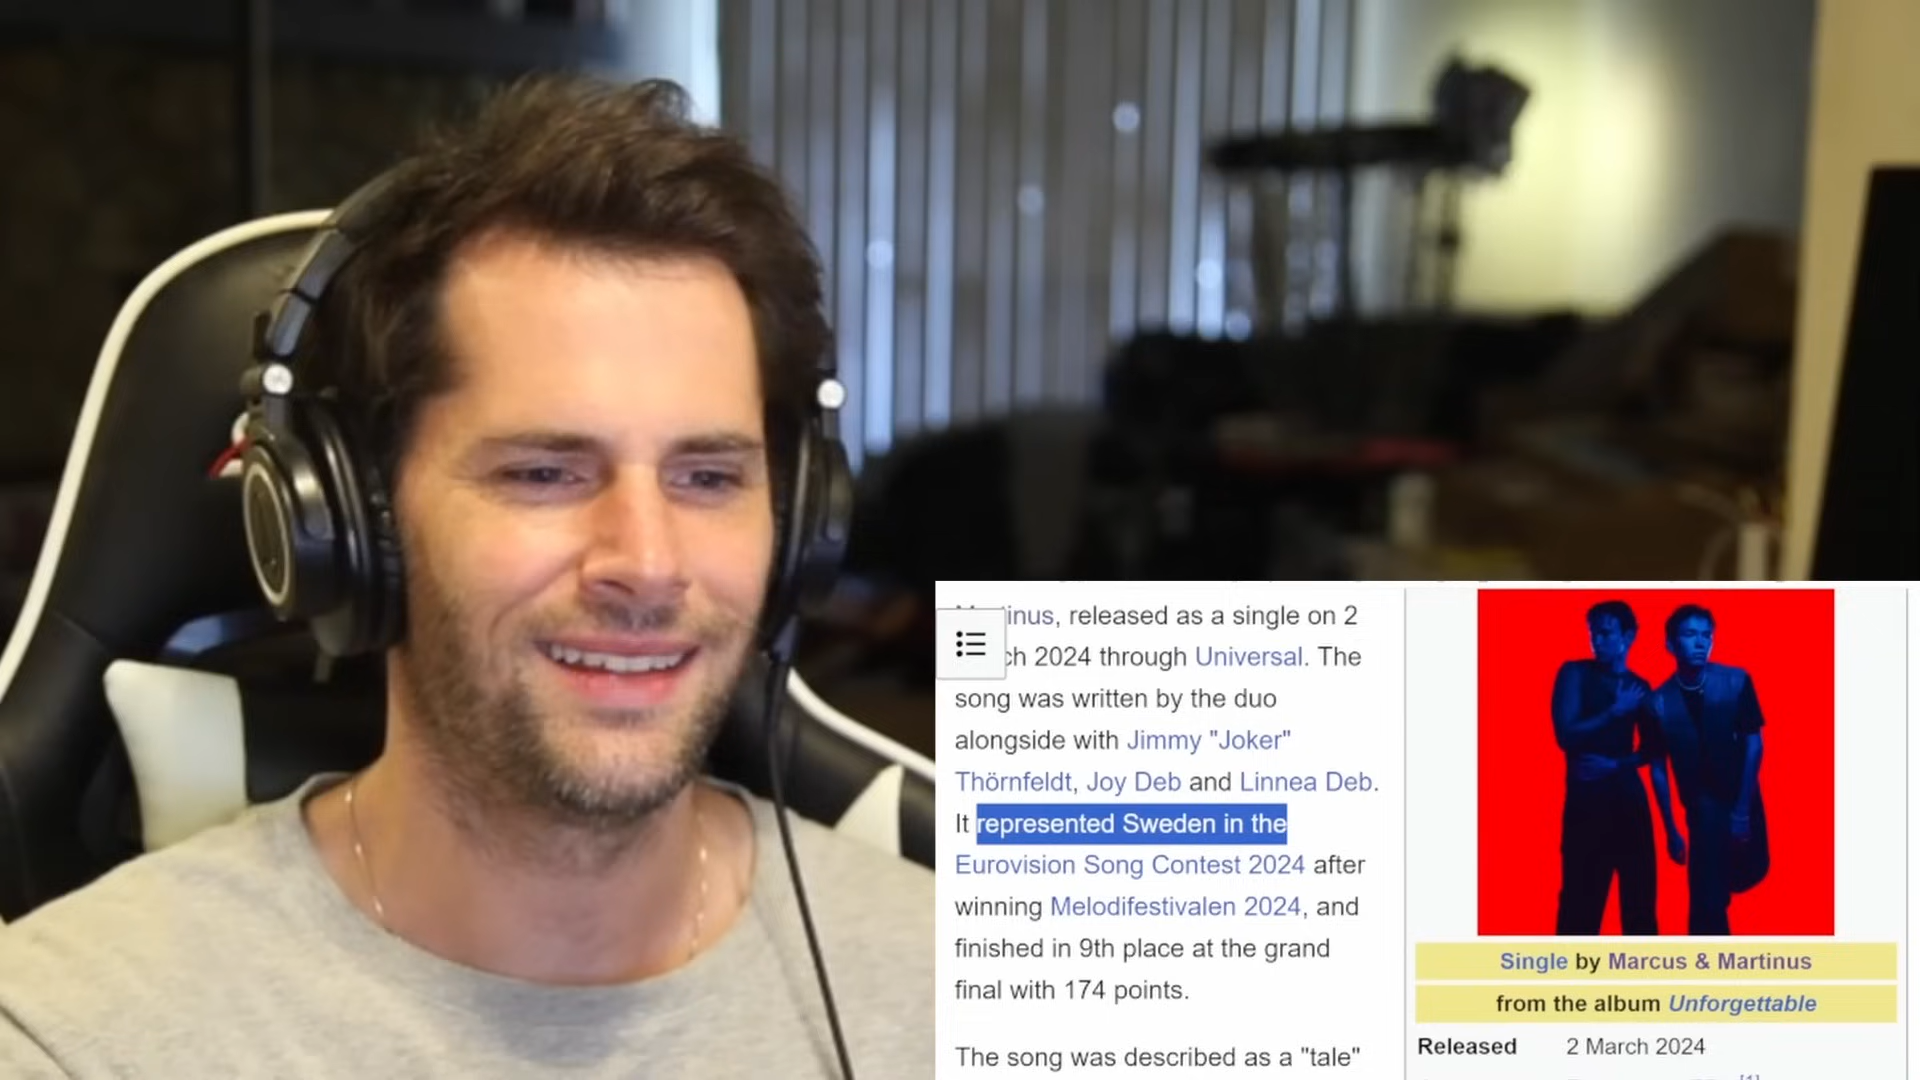 inus, released as a single on 2
ch 2024 through Universal. The
song was written by the duo
alongside with Jimmy "Joker"
Thörnfeldt, Joy Deb and Linnea Deb.
It represented Sweden in the
Eurovision Song Contest 2024 after
winning Melodifestivalen 2024, and
finished in 9th place at the grand
final with 174 points.
The song was described as a "tale"
Single by Marcus & Martinus
from the album Unforgettable
Released 2 March 2024
[1]